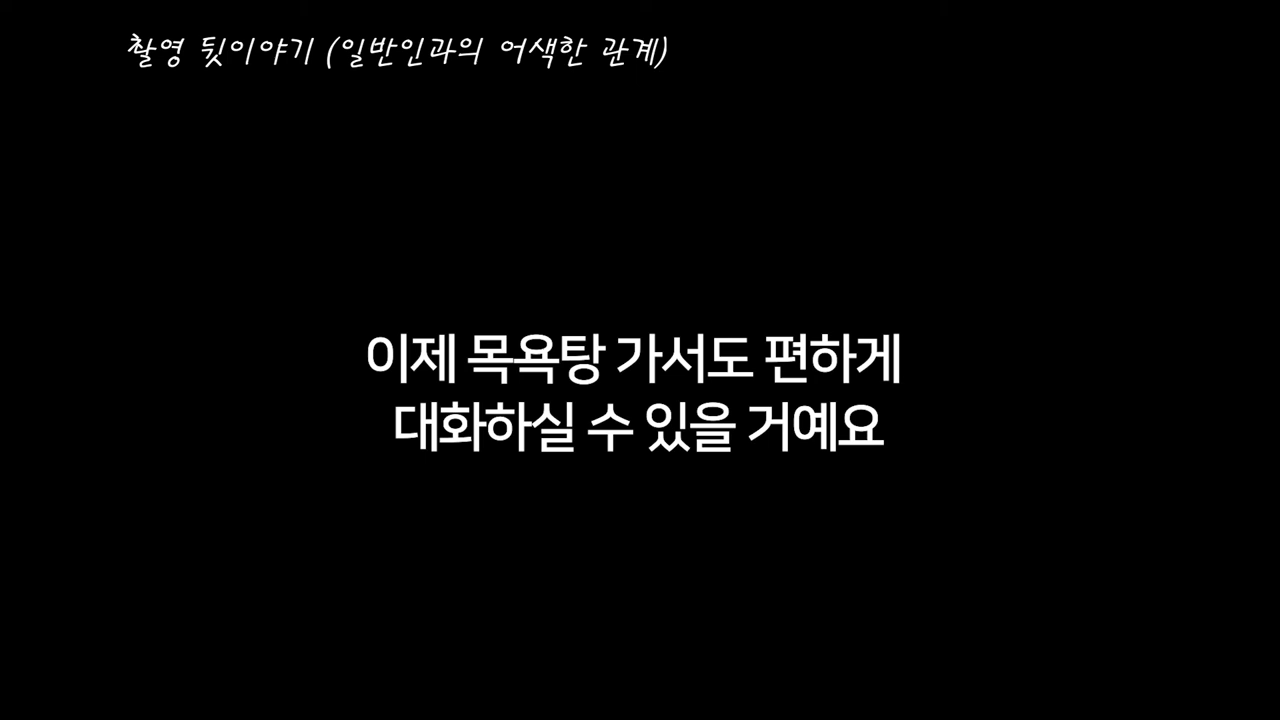 촬영 뒷이야기 (일반인과의 어색한 관계)
이제 목욕탕 가서도 편하게
대화하실 수 있을 거예요